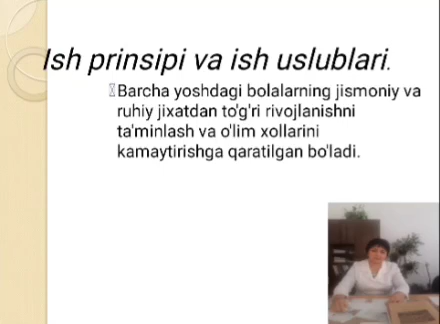 Ish prinsipi va ish uslublari.
Barcha yoshdagi bolalarning jismoniy va
ruhiy jixatdan to'g'ri rivojlanishni
ta'minlash va o'lim xollarini
kamaytirishga qaratilgan bo'ladi.